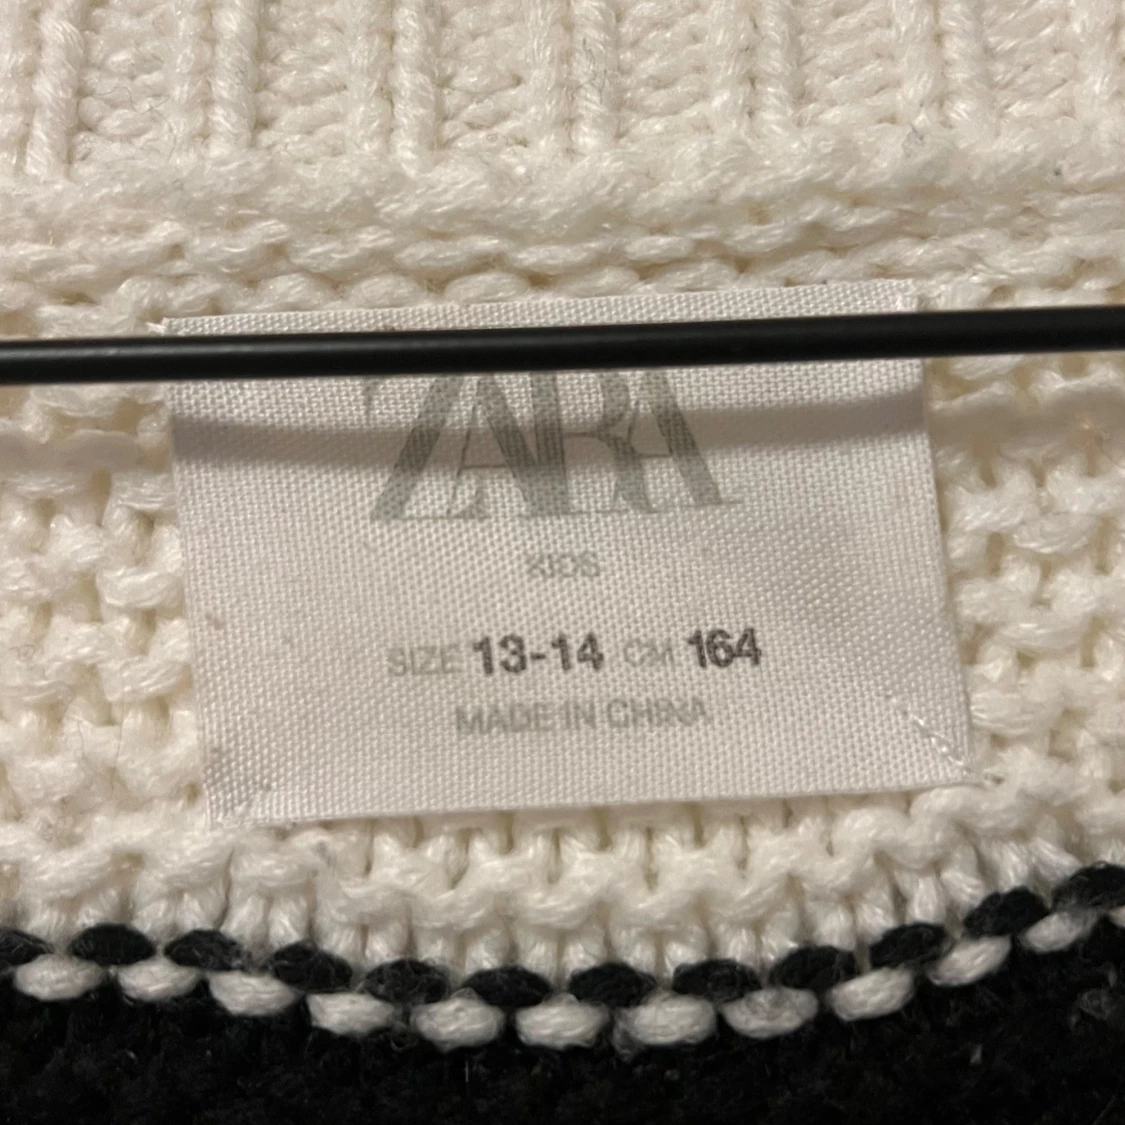 ZARA
KIDS
SIZE 13-14 CM 164
MADE IN CHINA